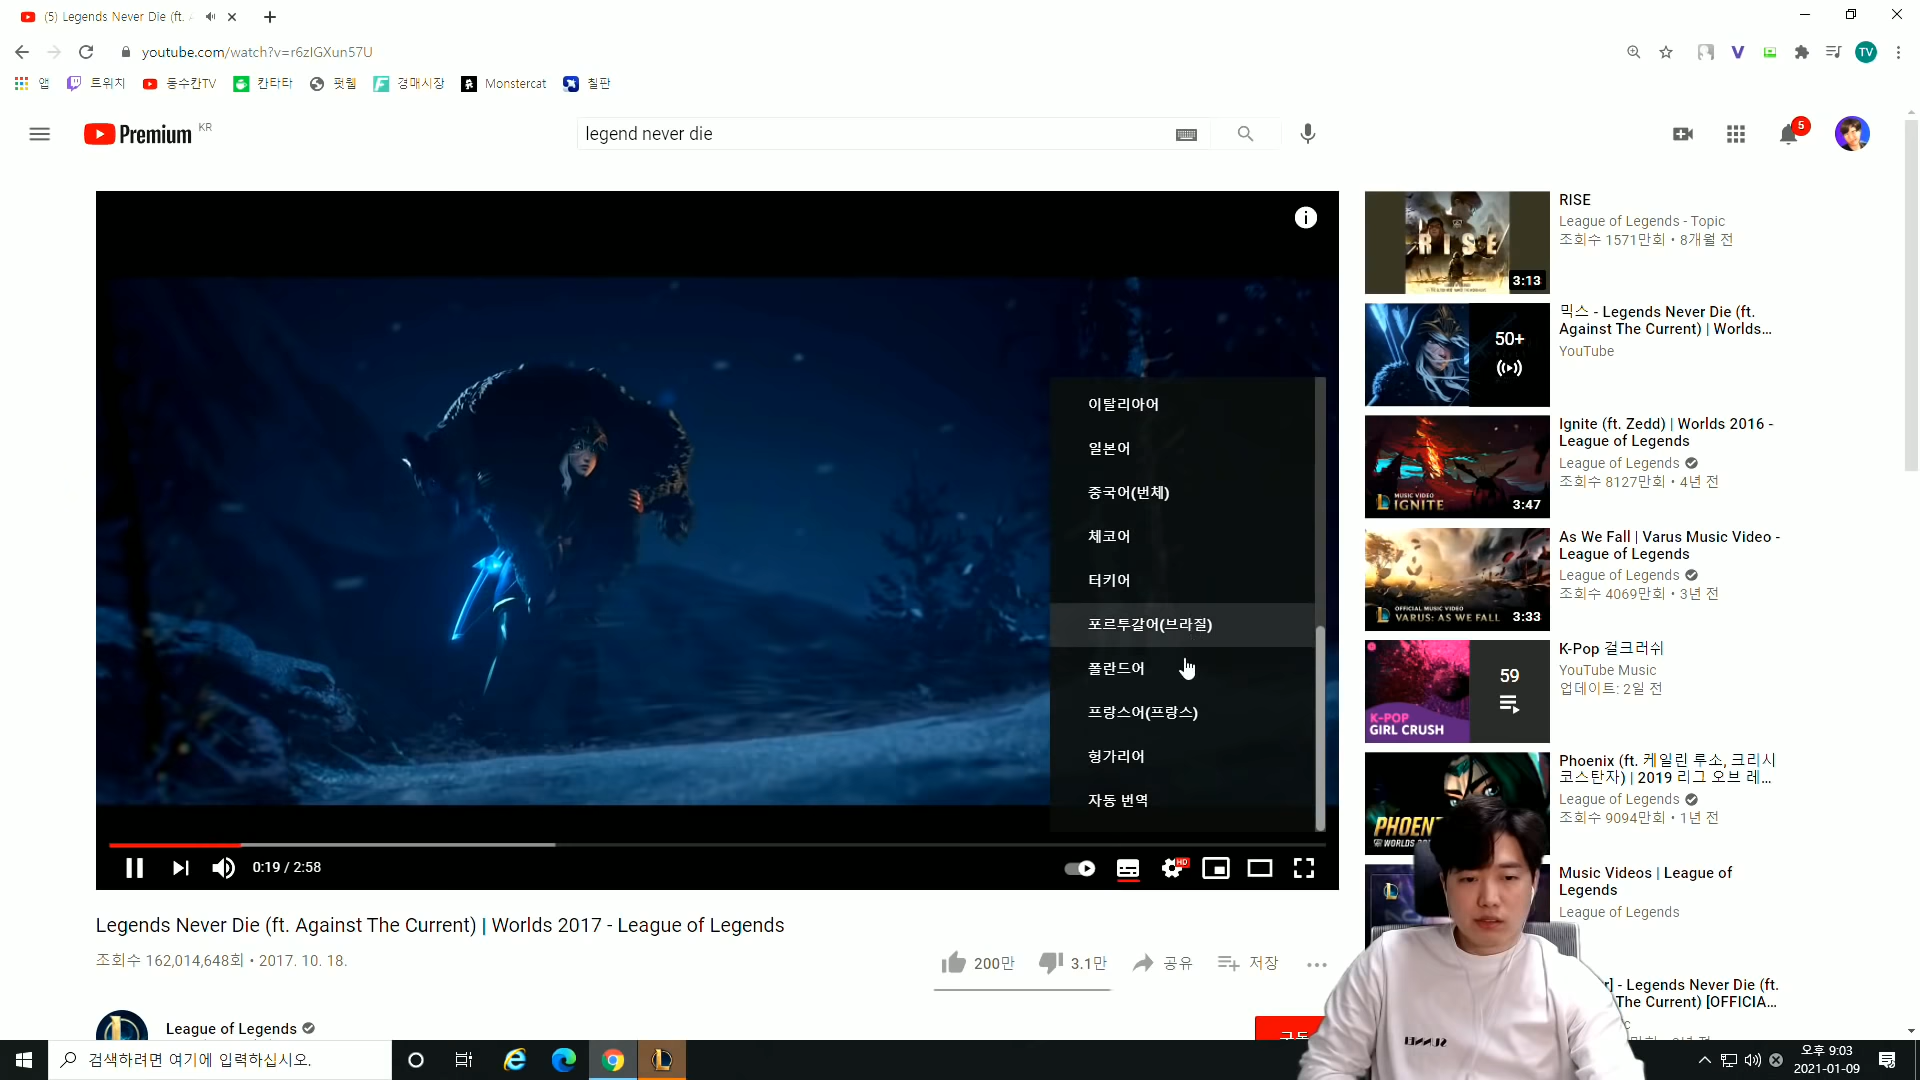 (5) Legends Never Die (ft.
youtube.com/watch?v=r6zIGXun57U
TV
앱
트위치
동수칸TV
칸타타
펏웜
경매시장
Monstercat
칠판
Premium KR
legend never die
5
이탈리아어
일본어
중국어(번체)
체코어
터키어
포르투갈어(브라질)
폴란드어
프랑스어(프랑스)
헝가리어
자동 번역
0:19 / 2:58
HD
Legends Never Die (ft. Against The Current) | Worlds 2017 - League of Legends
조회수 162,014,648회 • 2017. 10. 18.
200만
3.1만
공유
저장
League of Legends
RISE
3:13
RISE
League of Legends - Topic
조회수 1571만회 • 8개월 전
50+
믹스 - Legends Never Die (ft.
Against The Current) | Worlds...
YouTube
MUSIC VIDEO
IGNITE
3:47
Ignite (ft. Zedd) | Worlds 2016 -
League of Legends
League of Legends
조회수 8127만회 • 4년 전
OFFICIAL MUSIC VIDEO
VARUS: AS WE FALL
3:33
As We Fall | Varus Music Video -
League of Legends
League of Legends
조회수 4069만회 • 3년 전
K-POP
GIRL CRUSH
59
K-Pop 걸크러쉬
YouTube Music
업데이트: 2일 전
Phoenix (ft. 케일린 루소, 크리시
코스탄자) | 2019 리그 오브 레...
League of Legends
조회수 9094만회 • 1년 전
Music Videos | League of
Legends
League of Legends
- Legends Never Die (ft.
The Current) [OFFICIA...
검색하려면 여기에 입력하십시오.
오후 9:03
2021-01-09